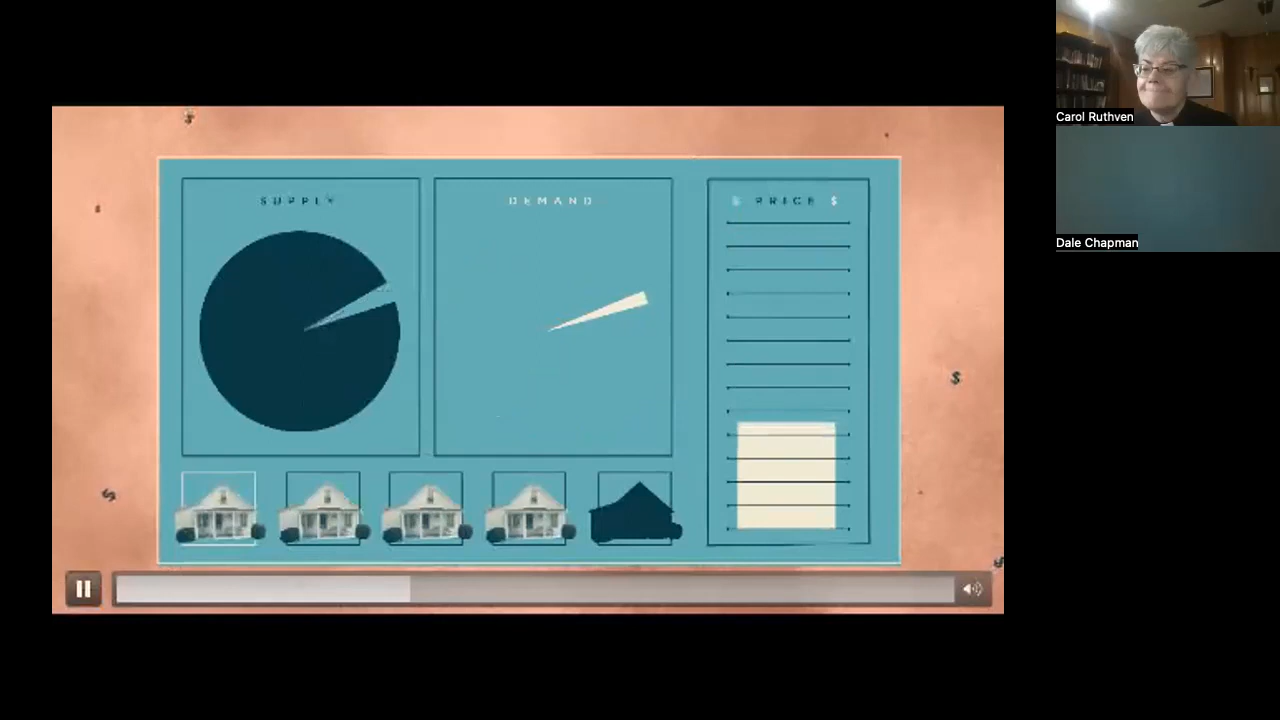 SUPPLY
DEMAND
$ PRICE $
Carol Ruthven
Dale Chapman